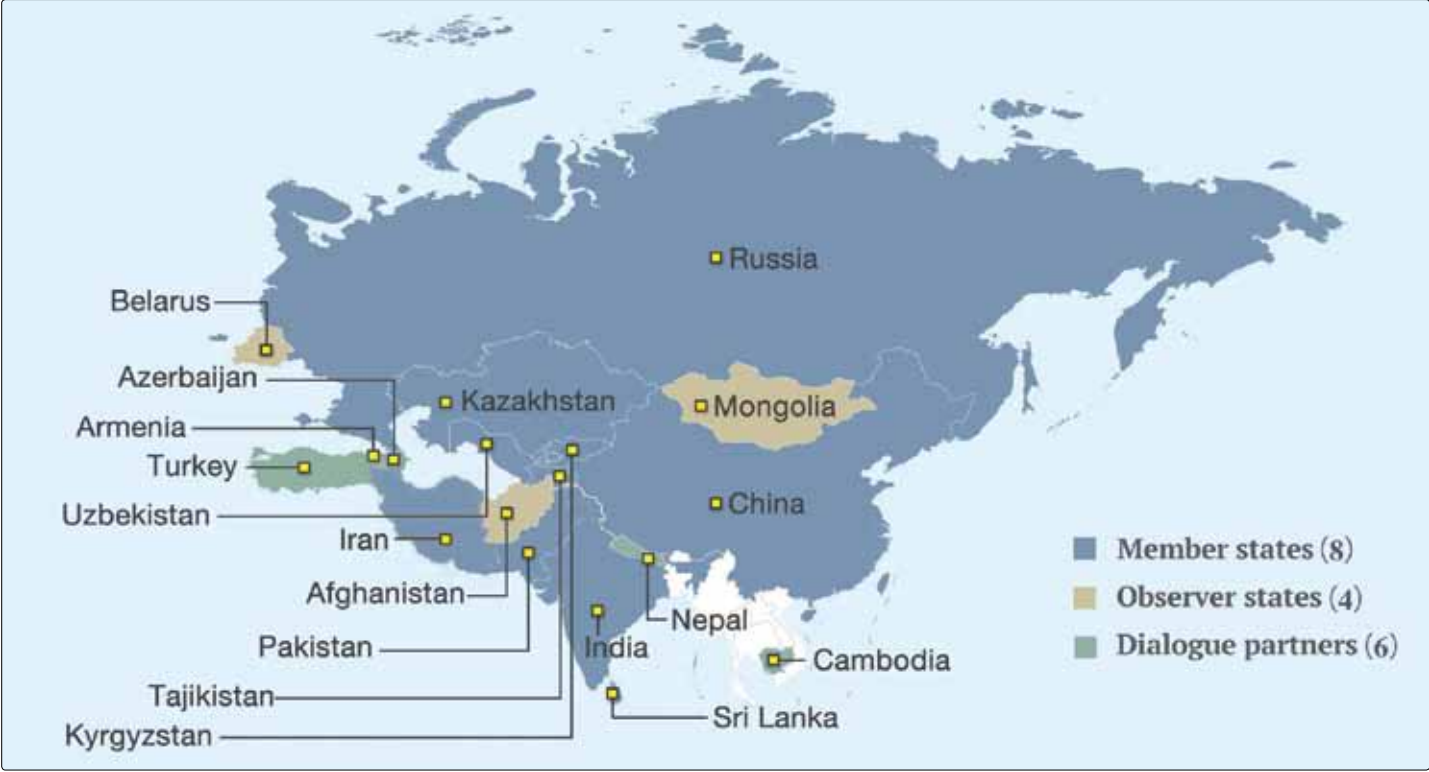 Russia
Belarus
Azerbaijan
Kazakhstan
Mongolia
Armenia
Turkey
China
Uzbekistan
Iran
Member states (8)
Afghanistan
Observer states (4)
Nepal
Pakistan
India
Dialogue partners (6)
Cambodia
Tajikistan
Sri Lanka
Kyrgyzstan